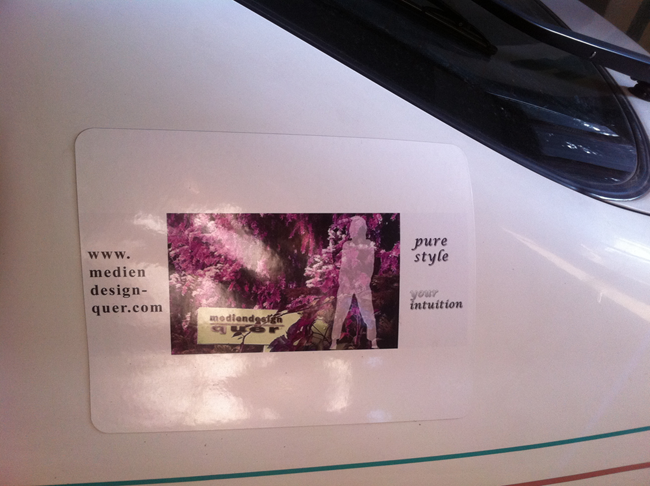 www.
medien
design-
quer.com
mediendesign
quer
pure
style
your
intuition